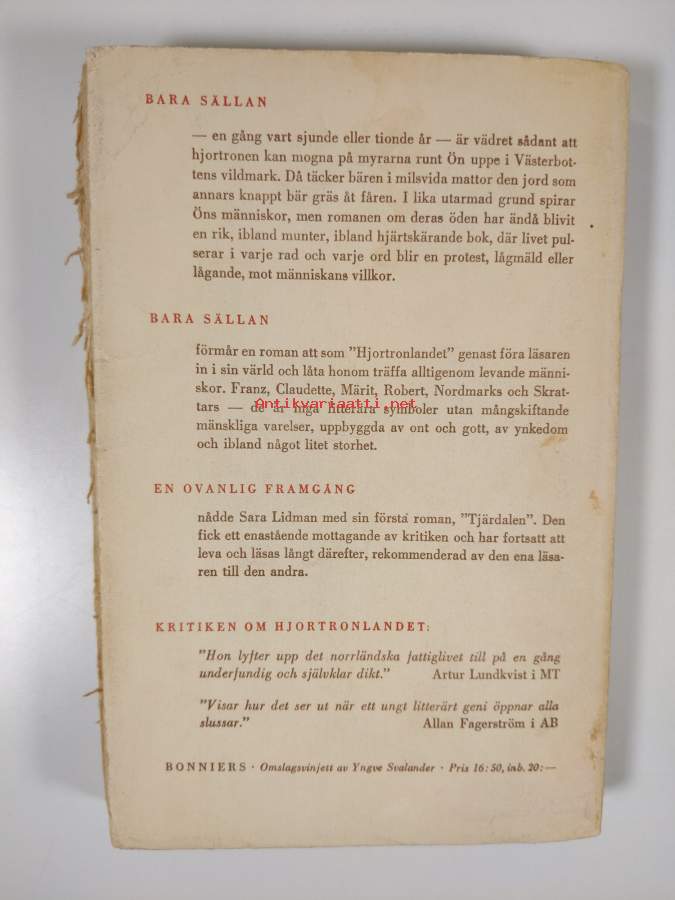 BARA SÄLLAN
— en gång vart sjunde eller tionde år — är vädret sådant att
hjortronen kan mogna på myrarna runt Ön uppe i Västerbot-
tens vildmark. Då täcker bären i milsvida mattor den jord som
annars knappt bär gräs åt fåren. I lika utarmad grund spirar
Öns människor, men romanen om deras öden har ändå blivit
en rik, ibland munter, ibland hjärtskärande bok, där livet pul-
serar i varje rad och varje ord blir en protest, lågmäld eller
lågande, mot människans villkor.
BARA SÄLLAN
förmår en roman att som "Hjortronlandet" genast föra läsaren
in i sin värld och låta honom träffa alltigenom levande männi-
skor. Franz, Claudette, Märit, Robert, Nordmarks och Skrat-
Antikvariaatti.net
tars — de är inga litterära symboler utan mångskiftande
mänskliga varelser, uppbyggda av ont och gott, av ynkedom
och ibland något litet storhet.
EN OVANLIG FRAMGÅNG
nådde Sara Lidman med sin första roman, "Tjärdalen". Den
fick ett enastående mottagande av kritiken och har fortsatt att
leva och läsas långt därefter, rekommenderad av den ena läsa-
ren till den andra.
KRITIKEN OM HJORTRONLANDET:
"Hon lyfter upp det norrländska fattiglivet till på en gång
underfundig och självklar dikt." Artur Lundkvist i MT
"Visar hur det ser ut när ett ungt litterärt geni öppnar alla
slussar." Allan Fagerström i AB
BONNIERS · Omslagsvinjett av Yngve Svalander · Pris 16:50, inb. 20:—